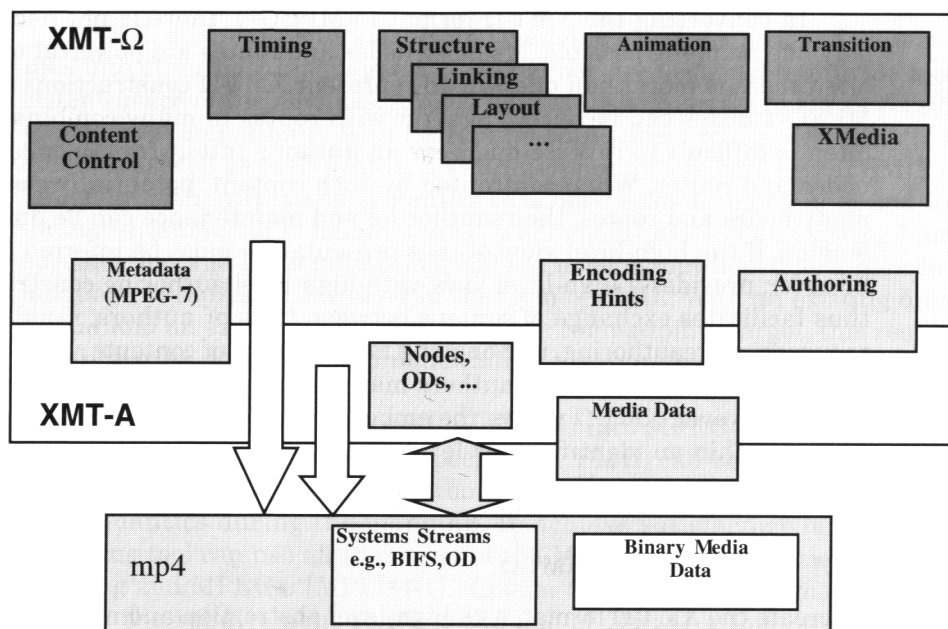 XMT-Ω
Timing
Structure
Animation
Transition
Linking
Layout
...
Content
Control
XMedia
Metadata
(MPEG-7)
Encoding
Hints
Authoring
Nodes,
ODs, ...
XMT-A
Media Data
Systems Streams
e.g., BIFS, OD
mp4
Binary Media
Data